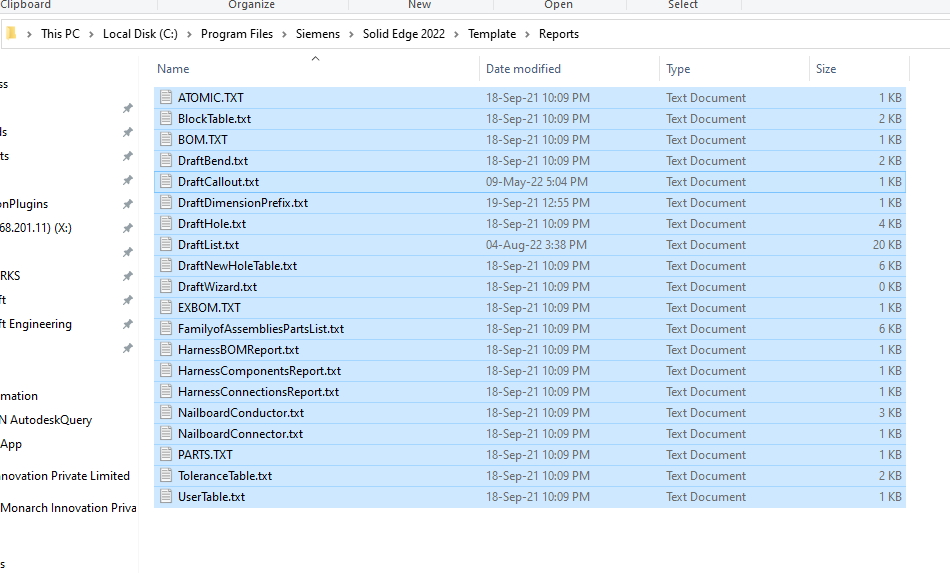 Clipboard Organize New Open Select
This PC > Local Disk (C:) > Program Files > Siemens > Solid Edge 2022 > Template > Reports
Name Date modified Type Size
ss
ls
ts
onPlugins
68.201.11) (X:)
RKS
ft
ft Engineering
mation
N AutodeskQuery
App
nnovation Private Limited
Monarch Innovation Priva
s
ATOMIC.TXT 18-Sep-21 10:09 PM Text Document 1 KB
BlockTable.txt 18-Sep-21 10:09 PM Text Document 2 KB
BOM.TXT 18-Sep-21 10:09 PM Text Document 1 KB
DraftBend.txt 18-Sep-21 10:09 PM Text Document 2 KB
DraftCallout.txt 09-May-22 5:04 PM Text Document 1 KB
DraftDimensionPrefix.txt 19-Sep-21 12:55 PM Text Document 1 KB
DraftHole.txt 18-Sep-21 10:09 PM Text Document 4 KB
DraftList.txt 04-Aug-22 3:38 PM Text Document 20 KB
DraftNewHoleTable.txt 18-Sep-21 10:09 PM Text Document 6 KB
DraftWizard.txt 18-Sep-21 10:09 PM Text Document 0 KB
EXBOM.TXT 18-Sep-21 10:09 PM Text Document 1 KB
FamilyofAssembliesPartsList.txt 18-Sep-21 10:09 PM Text Document 6 KB
HarnessBOMReport.txt 18-Sep-21 10:09 PM Text Document 1 KB
HarnessComponentsReport.txt 18-Sep-21 10:09 PM Text Document 1 KB
HarnessConnectionsReport.txt 18-Sep-21 10:09 PM Text Document 1 KB
NailboardConductor.txt 18-Sep-21 10:09 PM Text Document 3 KB
NailboardConnector.txt 18-Sep-21 10:09 PM Text Document 1 KB
PARTS.TXT 18-Sep-21 10:09 PM Text Document 1 KB
ToleranceTable.txt 18-Sep-21 10:09 PM Text Document 2 KB
UserTable.txt 18-Sep-21 10:09 PM Text Document 1 KB